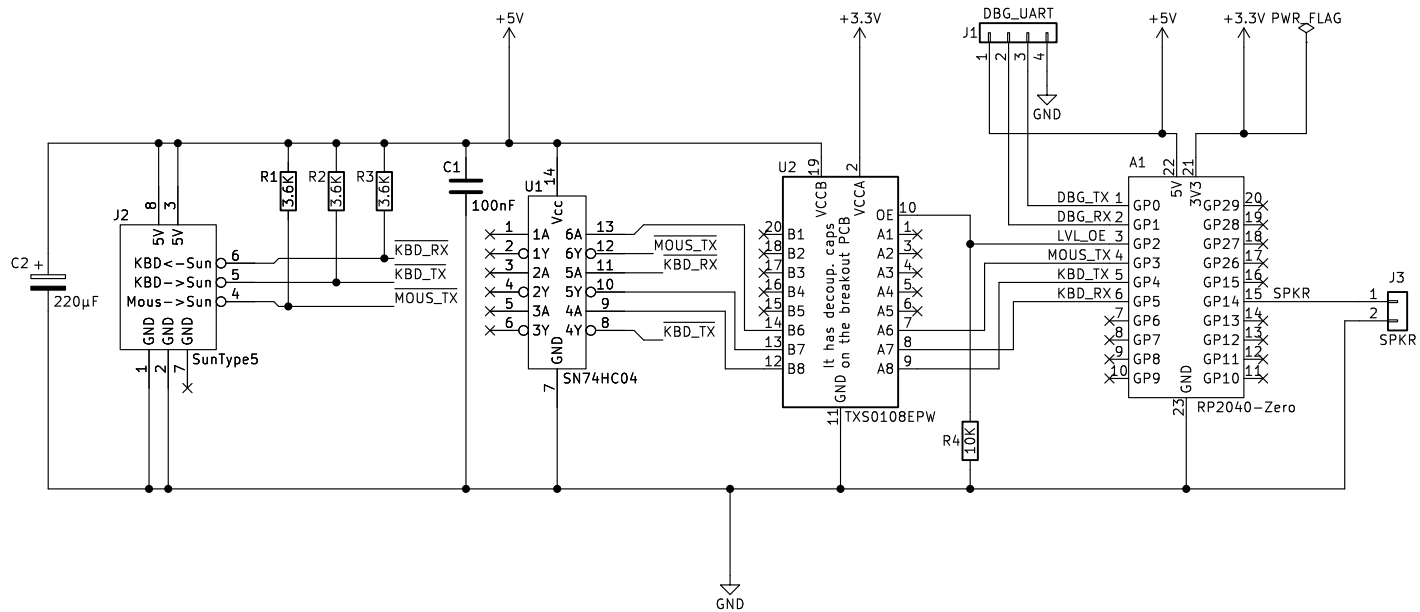 +5V
+3.3V
DBG_UART
J1
1 2 3 4
GND
+5V
+3.3V PWR_FLAG
C2 +
220µF
J2
8 3
5V 5V
KBD<-Sun 6
KBD->Sun 5
Mous->Sun 4
GND GND GND
SunType5
1 2 7
R1 3.6K
R2 3.6K
R3 3.6K
KBD_RX
KBD_TX
MOUS_TX
C1
100nF
U1
14
Vcc
1 1A 6A 13
2 1Y 6Y 12 MOUS_TX
3 2A 5A 11 KBD_RX
4 2Y 5Y 10
5 3A 4A 9
6 3Y 4Y 8 KBD_TX
GND
7
SN74HC04
U2
19 2
VCCB VCCA
OE 10
20 B1 A1 1
18 B2 A2 3
17 B3 A3 4
16 B4 A4 5
15 B5 A5 6
14 B6 A6 7
13 B7 A7 8
12 B8 A8 9
It has decoup. caps
on the breakout PCB
GND
11
TXS0108EPW
R4 10K
A1
22 21
5V 3V3
DBG_TX 1 GP0 GP29 20
DBG_RX 2 GP1 GP28 19
LVL_OE 3 GP2 GP27 18
MOUS_TX 4 GP3 GP26 17
KBD_TX 5 GP4 GP15 16
KBD_RX 6 GP5 GP14 15 SPKR
7 GP6 GP13 14
8 GP7 GP12 13
9 GP8 GP11 12
10 GP9 GP10 11
GND
23
RP2040-Zero
J3
1
2
SPKR
GND